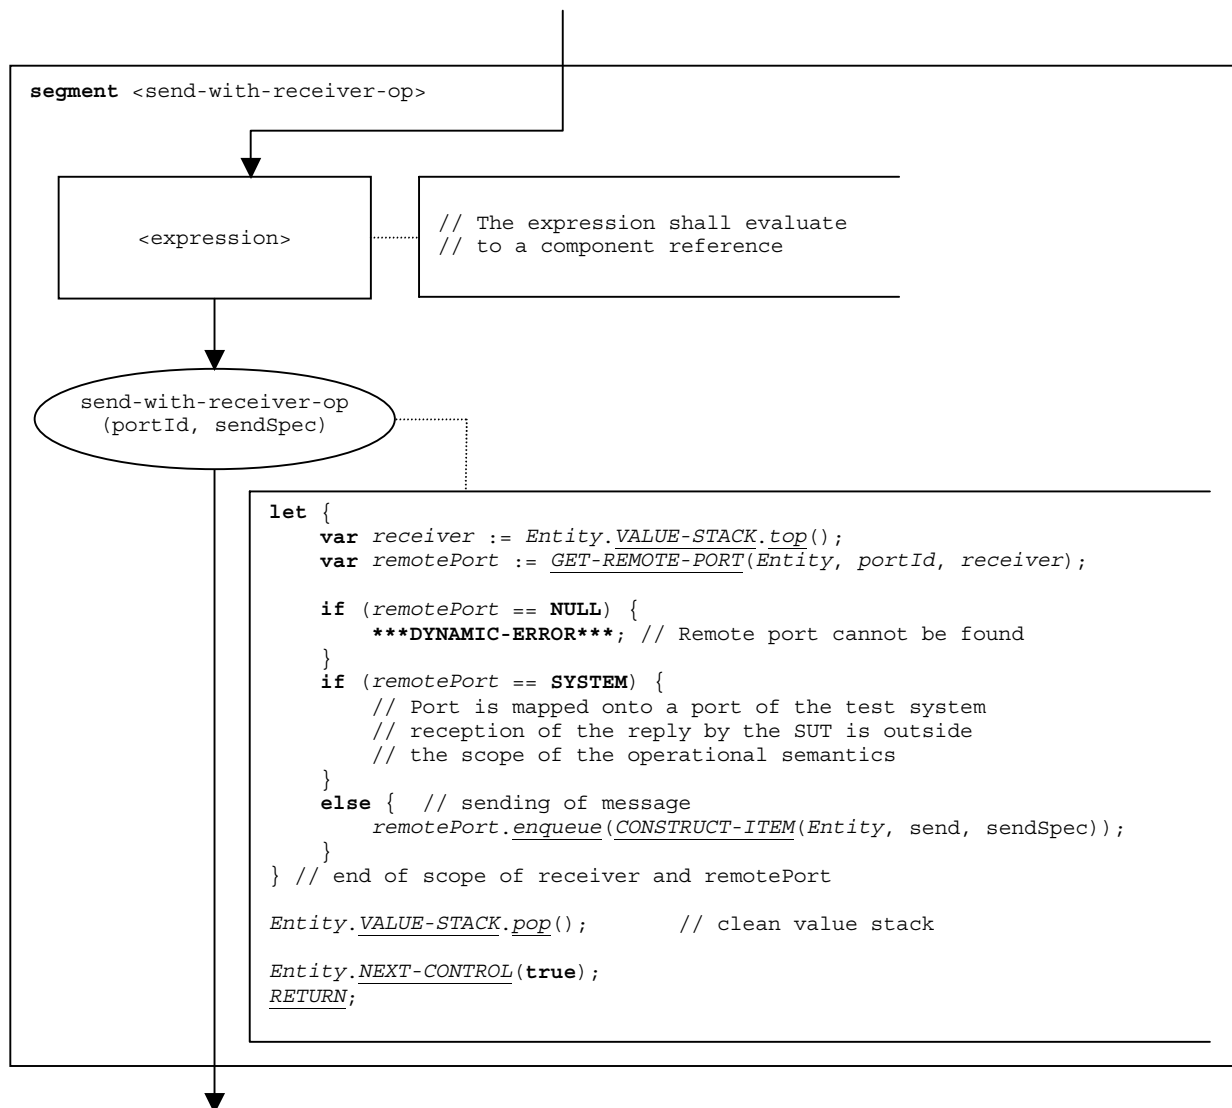 segment <send-with-receiver-op>
<expression>
// The expression shall evaluate
// to a component reference
send-with-receiver-op
(portId, sendSpec)
let {
var receiver := Entity.VALUE-STACK.top();
var remotePort := GET-REMOTE-PORT(Entity, portId, receiver);
if (remotePort == NULL) {
***DYNAMIC-ERROR***; // Remote port cannot be found
}
if (remotePort == SYSTEM) {
// Port is mapped onto a port of the test system
// reception of the reply by the SUT is outside
// the scope of the operational semantics
}
else { // sending of message
remotePort.enqueue(CONSTRUCT-ITEM(Entity, send, sendSpec));
}
} // end of scope of receiver and remotePort
Entity.VALUE-STACK.pop(); // clean value stack
Entity.NEXT-CONTROL(true);
RETURN;